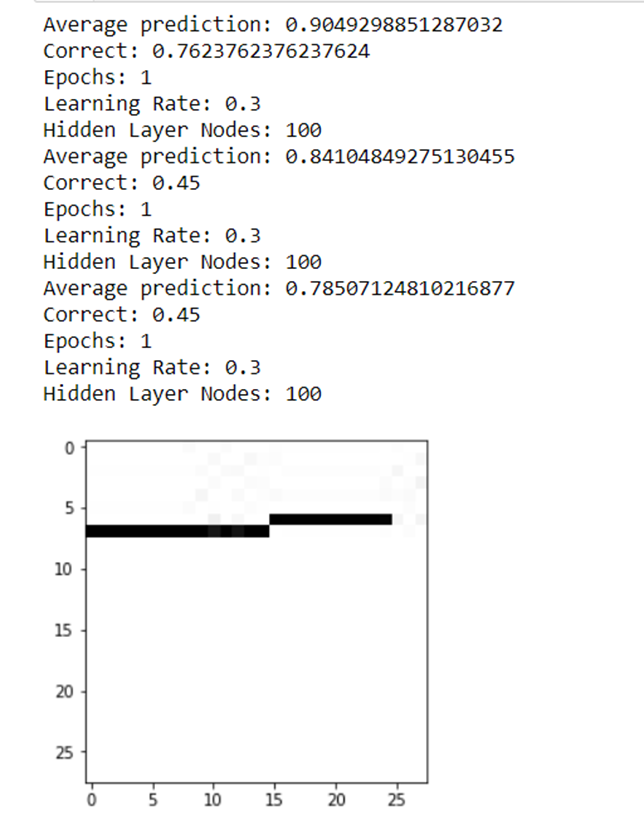 Average prediction: 0.9049298851287032
Correct: 0.7623762376237624
Epochs: 1
Learning Rate: 0.3
Hidden Layer Nodes: 100
Average prediction: 0.84104849275130455
Correct: 0.45
Epochs: 1
Learning Rate: 0.3
Hidden Layer Nodes: 100
Average prediction: 0.78507124810216877
Correct: 0.45
Epochs: 1
Learning Rate: 0.3
Hidden Layer Nodes: 100
0
5
10
15
20
25
0 5 10 15 20 25